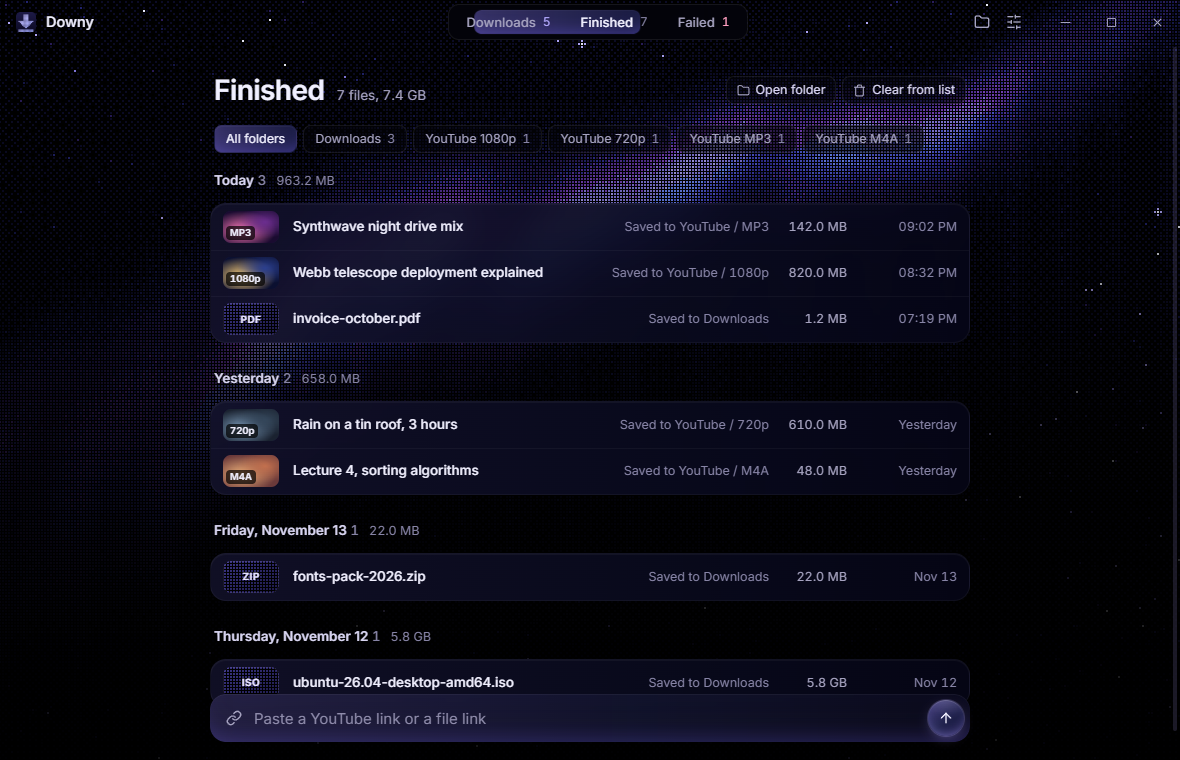 Downy
Downloads 5 Finished 7 Failed 1
Finished 7 files, 7.4 GB
Open folder Clear from list
All folders Downloads 3 YouTube 1080p 1 YouTube 720p 1 YouTube MP3 1 YouTube M4A 1
Today 3 963.2 MB
MP3 Synthwave night drive mix Saved to YouTube / MP3 142.0 MB 09:02 PM
1080p Webb telescope deployment explained Saved to YouTube / 1080p 820.0 MB 08:32 PM
PDF invoice-october.pdf Saved to Downloads 1.2 MB 07:19 PM
Yesterday 2 658.0 MB
720p Rain on a tin roof, 3 hours Saved to YouTube / 720p 610.0 MB Yesterday
M4A Lecture 4, sorting algorithms Saved to YouTube / M4A 48.0 MB Yesterday
Friday, November 13 1 22.0 MB
ZIP fonts-pack-2026.zip Saved to Downloads 22.0 MB Nov 13
Thursday, November 12 1 5.8 GB
ISO ubuntu-26.04-desktop-amd64.iso Saved to Downloads 5.8 GB Nov 12
Paste a YouTube link or a file link